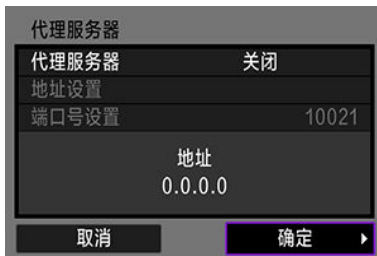 代理服务器
代理服务器 关闭
地址设置
端口号设置 10021
地址
0.0.0.0
取消 确定